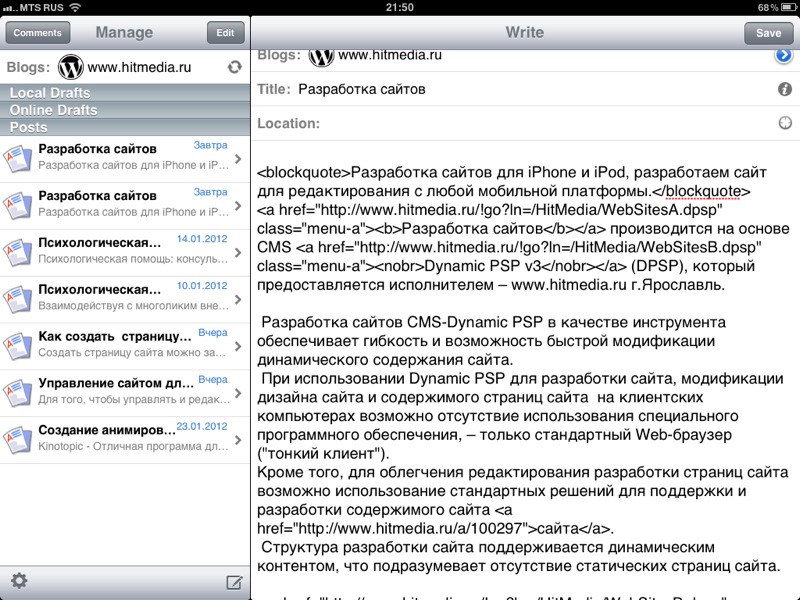 MTS RUS 21:50 68 %
Comments Manage Edit
Blogs: www.hitmedia.ru
Local Drafts
Online Drafts
Posts
Разработка сайтов Завтра
Разработка сайтов для iPhone и iP...
Разработка сайтов Завтра
Разработка сайтов для iPhone и iP...
Психологическая... 14.01.2012
Психологическая помощь: консуль...
Психологическая... 10.01.2012
Взаимодействуя с многоликим вне...
Как создать страницу... Вчера
Создать страницу сайта можно за...
Управление сайтом дл... Вчера
Для того, чтобы управлять и редак...
Создание анимиров... 23.01.2012
Kinotopic - Отличная программа дл...
Write Save
Blogs: www.hitmedia.ru
Title: Разработка сайтов
Location:
<blockquote>Разработка сайтов для iPhone и iPod, разработаем сайт
для редактирования с любой мобильной платформы.</blockquote>
<a href="http://www.hitmedia.ru/!go?ln=/HitMedia/WebSitesA.dpsp"
class="menu-a"><b>Разработка сайтов</b></a> производится на основе
CMS <a href="http://www.hitmedia.ru/!go?ln=/HitMedia/WebSitesB.dpsp"
class="menu-a"><nobr>Dynamic PSP v3</nobr></a> (DPSP), который
предоставляется исполнителем – www.hitmedia.ru г.Ярославль.
Разработка сайтов CMS-Dynamic PSP в качестве инструмента
обеспечивает гибкость и возможность быстрой модификации
динамического содержания сайта.
При использовании Dynamic PSP для разработки сайта, модификации
дизайна сайта и содержимого страниц сайта на клиентских
компьютерах возможно отсутствие использования специального
программного обеспечения, – только стандартный Web-браузер
("тонкий клиент").
Кроме того, для облегчения редактирования разработки страниц сайта
возможно использование стандартных решений для поддержки и
разработки содержимого сайта <a
href="http://www.hitmedia.ru/a/100297">сайта</a>.
Структура разработки сайта поддерживается динамическим
контентом, что подразумевает отсутствие статических страниц сайта.